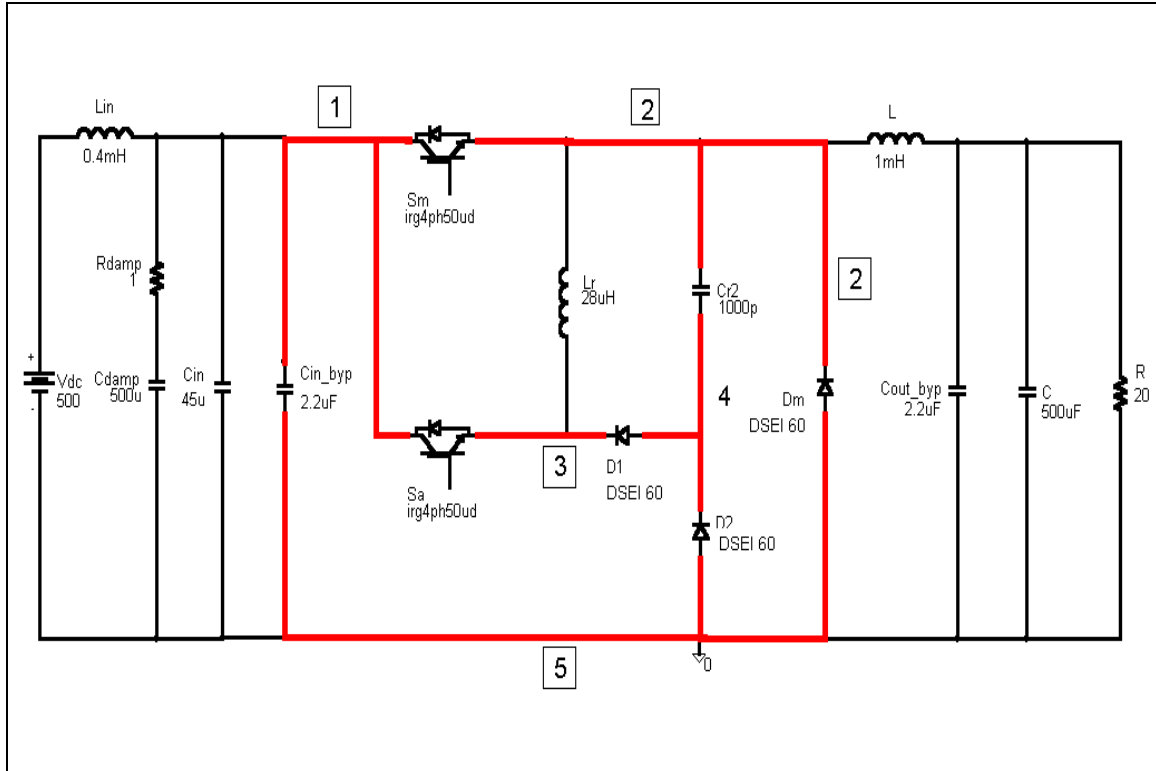 1
2
Lin
0.4mH
L
1mH
Sm
irg4ph50ud
Rdamp
1
Lr
28uH
Cr2
1000p
2
+
Vdc
500
-
Cdamp
500u
Cin
45u
Cin_byp
2.2uF
4
Dm
DSEI 60
Cout_byp
2.2uF
C
500uF
R
20
3
D1
DSEI 60
Sa
irg4ph50ud
D2
DSEI 60
5
0